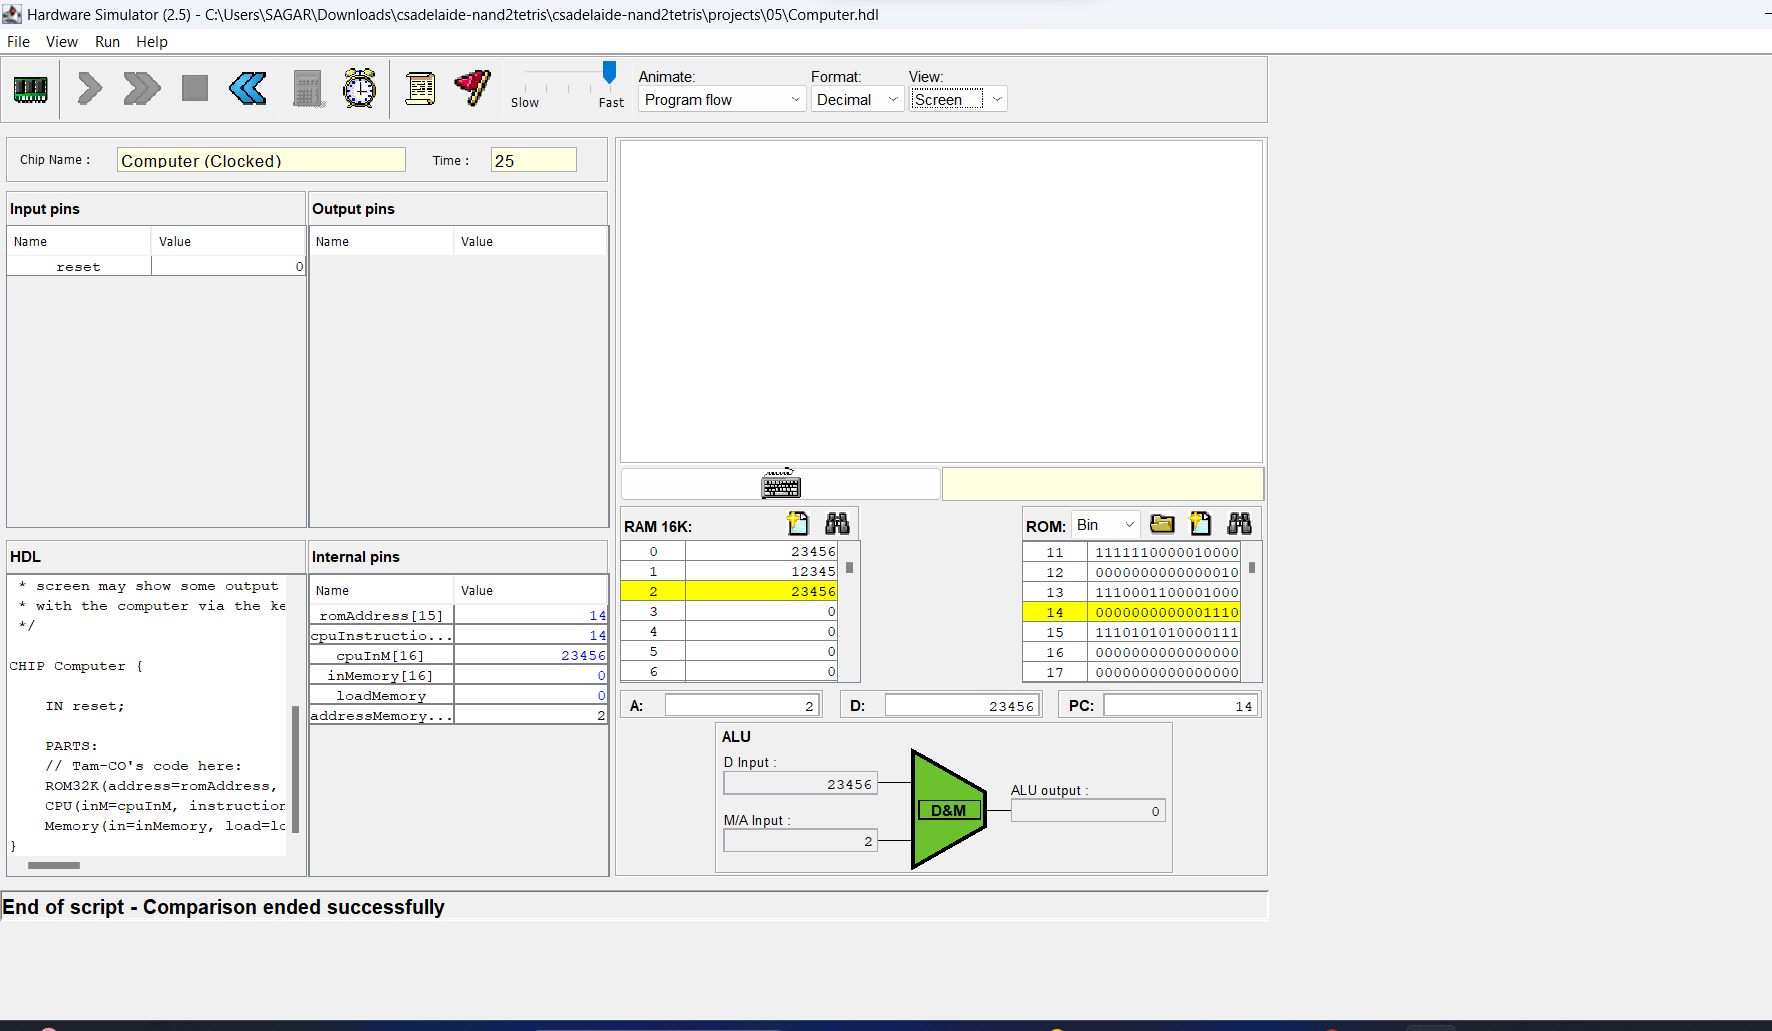 Hardware Simulator (2.5) - C:\Users\SAGAR\Downloads\csadelaide-nand2tetris\csadelaide-nand2tetris\projects\05\Computer.hdl
File View Run Help
Slow Fast
Animate: Format: View:
Program flow Decimal Screen
Chip Name : Computer (Clocked) Time : 25
Input pins
Name Value
reset 0
Output pins
Name Value
HDL
* screen may show some output
* with the computer via the ke
*/
CHIP Computer {
IN reset;
PARTS:
// Tam-CO's code here:
ROM32K(address=romAddress,
CPU(inM=cpuInM, instruction
Memory(in=inMemory, load=lo
}
Internal pins
Name Value
romAddress[15] 14
cpuInstructio... 14
cpuInM[16] 23456
inMemory[16] 0
loadMemory 0
addressMemory... 2
RAM 16K:
0 23456
1 12345
2 23456
3 0
4 0
5 0
6 0
ROM: Bin
11 1111110000010000
12 0000000000000010
13 1110001100001000
14 0000000000001110
15 1110101010000111
16 0000000000000000
17 0000000000000000
A: 2 D: 23456 PC: 14
ALU
D Input :
23456
M/A Input :
2
D&M
ALU output :
0
End of script - Comparison ended successfully